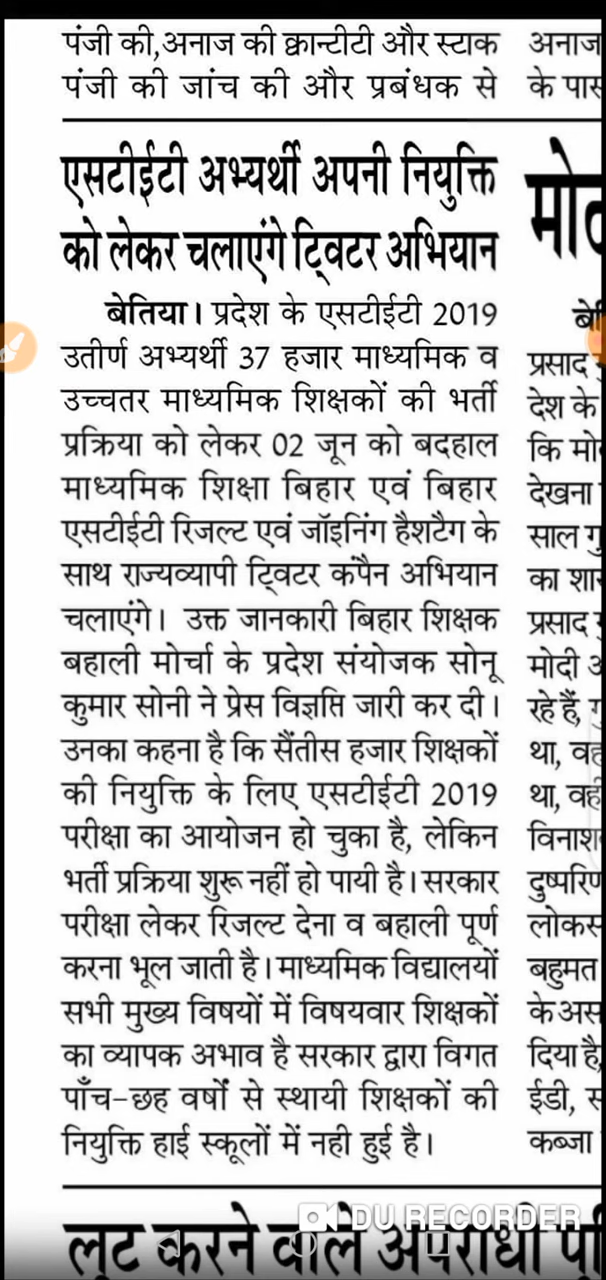 पंजी की,अनाज की क्वान्टीटी और स्टाक
पंजी की जांच की और प्रबंधक से
एसटीईटी अभ्यर्थी अपनी नियुक्ति
को लेकर चलाएंगे ट्विटर अभियान
बेतिया। प्रदेश के एसटीईटी 2019
उतीर्ण अभ्यर्थी 37 हजार माध्यमिक व
उच्चतर माध्यमिक शिक्षकों की भर्ती
प्रक्रिया को लेकर 02 जून को बदहाल
माध्यमिक शिक्षा बिहार एवं बिहार
एसटीईटी रिजल्ट एवं जॉइनिंग हैशटैग के
साथ राज्यव्यापी ट्विटर कंपैन अभियान
चलाएंगे। उक्त जानकारी बिहार शिक्षक
बहाली मोर्चा के प्रदेश संयोजक सोनू
कुमार सोनी ने प्रेस विज्ञप्ति जारी कर दी।
उनका कहना है कि सैंतीस हजार शिक्षकों
की नियुक्ति के लिए एसटीईटी 2019
परीक्षा का आयोजन हो चुका है, लेकिन
भर्ती प्रक्रिया शुरू नहीं हो पायी है। सरकार
परीक्षा लेकर रिजल्ट देना व बहाली पूर्ण
करना भूल जाती है। माध्यमिक विद्यालयों
सभी मुख्य विषयों में विषयवार शिक्षकों
का व्यापक अभाव है सरकार द्वारा विगत
पाँच-छह वर्षों से स्थायी शिक्षकों की
नियुक्ति हाई स्कूलों में नही हुई है।
लूट करने वाले अपराधी
अनाज
के पास
प्रसाद
देश के
कि
देखना
साल
का
प्रसाद
मोदी
रहे हैं,
था,
था, वहीं
विनाश
लोकस
बहुमत
के अस
दिया है,
ईडी,
कब्जा
DU RECORDER